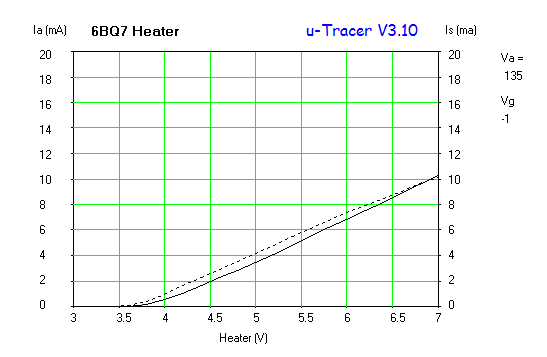 Ia (mA) 6BQ7 Heater u-Tracer V3.10 Is (ma)
20 20 Va =
18 18 135
16 16 Vg
14 14 -1
12 12
10 10
8 8
6 6
4 4
2 2
0 0
3 3.5 4 4.5 5 5.5 6 6.5 7
Heater (V)